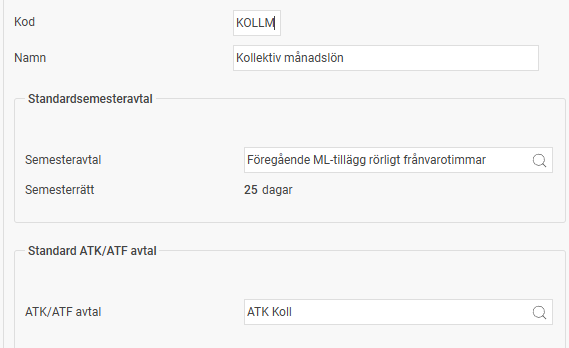 Kod KOLLM
Namn Kollektiv månadslön
Standardsemesteravtal
Semesteravtal Föregående ML-tillägg rörligt frånvarotimmar
Semesterrätt 25 dagar
Standard ATK/ATF avtal
ATK/ATF avtal ATK Koll